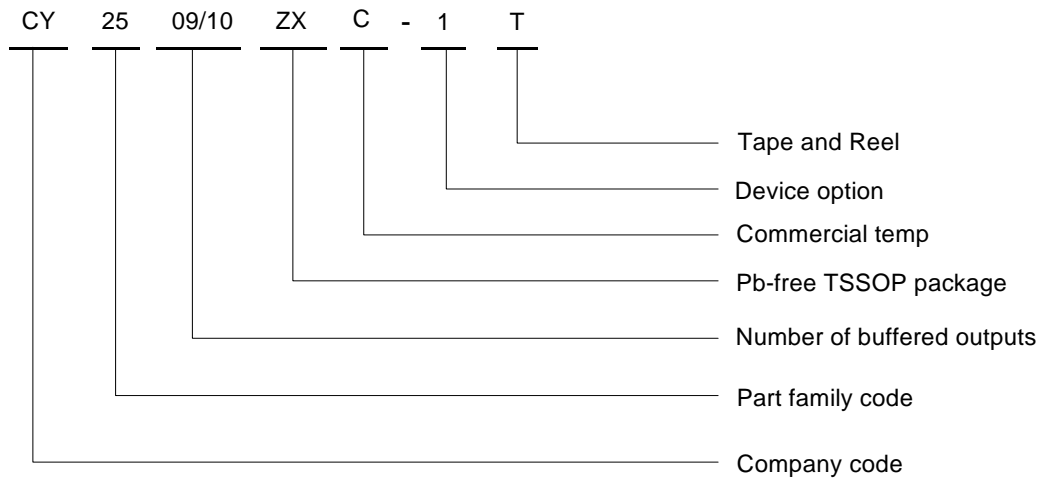 CY 25 09/10 ZX C - 1 T
Tape and Reel
Device option
Commercial temp
Pb-free TSSOP package
Number of buffered outputs
Part family code
Company code